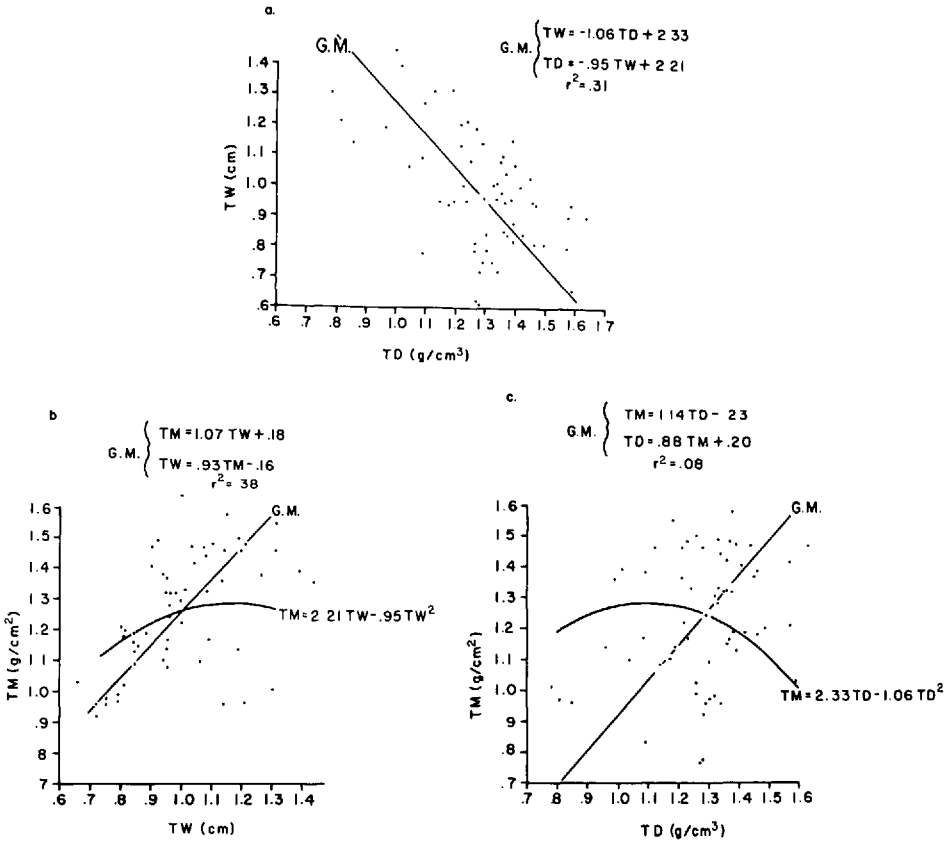 a.
G.M.
G.M. { TW = -1.06 TD + 2 33
TD = -.95 TW + 2 21
r² = .31
1.4
1.3
1.2
1.1
1.0
.9
.8
.7
.6
TW (cm)
.6 .7 .8 .9 1.0 1 1 1.2 1.3 1.4 1.5 1.6 1 7
TD (g/cm³)
b
G.M. { TM = 1.07 TW + .18
TW = .93 TM - .16
r² = 38
1.6
1.5
1.4
1.3
1.2
1.1
1.0
.9
8
.7
TM (g/cm²)
G.M.
TM = 2 21 TW - .95 TW²
.6 .7 .8 .9 1.0 1.1 1.2 1.3 1.4
TW (cm)
c.
G.M. { TM = 1 14 TD - 23
TD = .88 TM + .20
r² = .08
1.6
1.5
1.4
1.3
1.2
1.1
1.0
.9
.8
.7
TM (g/cm²)
G.M.
TM = 2.33 TD - 1.06 TD²
.7 .8 .9 1.0 1.1 1.2 1.3 1.4 1.5 1.6
TD (g/cm³)